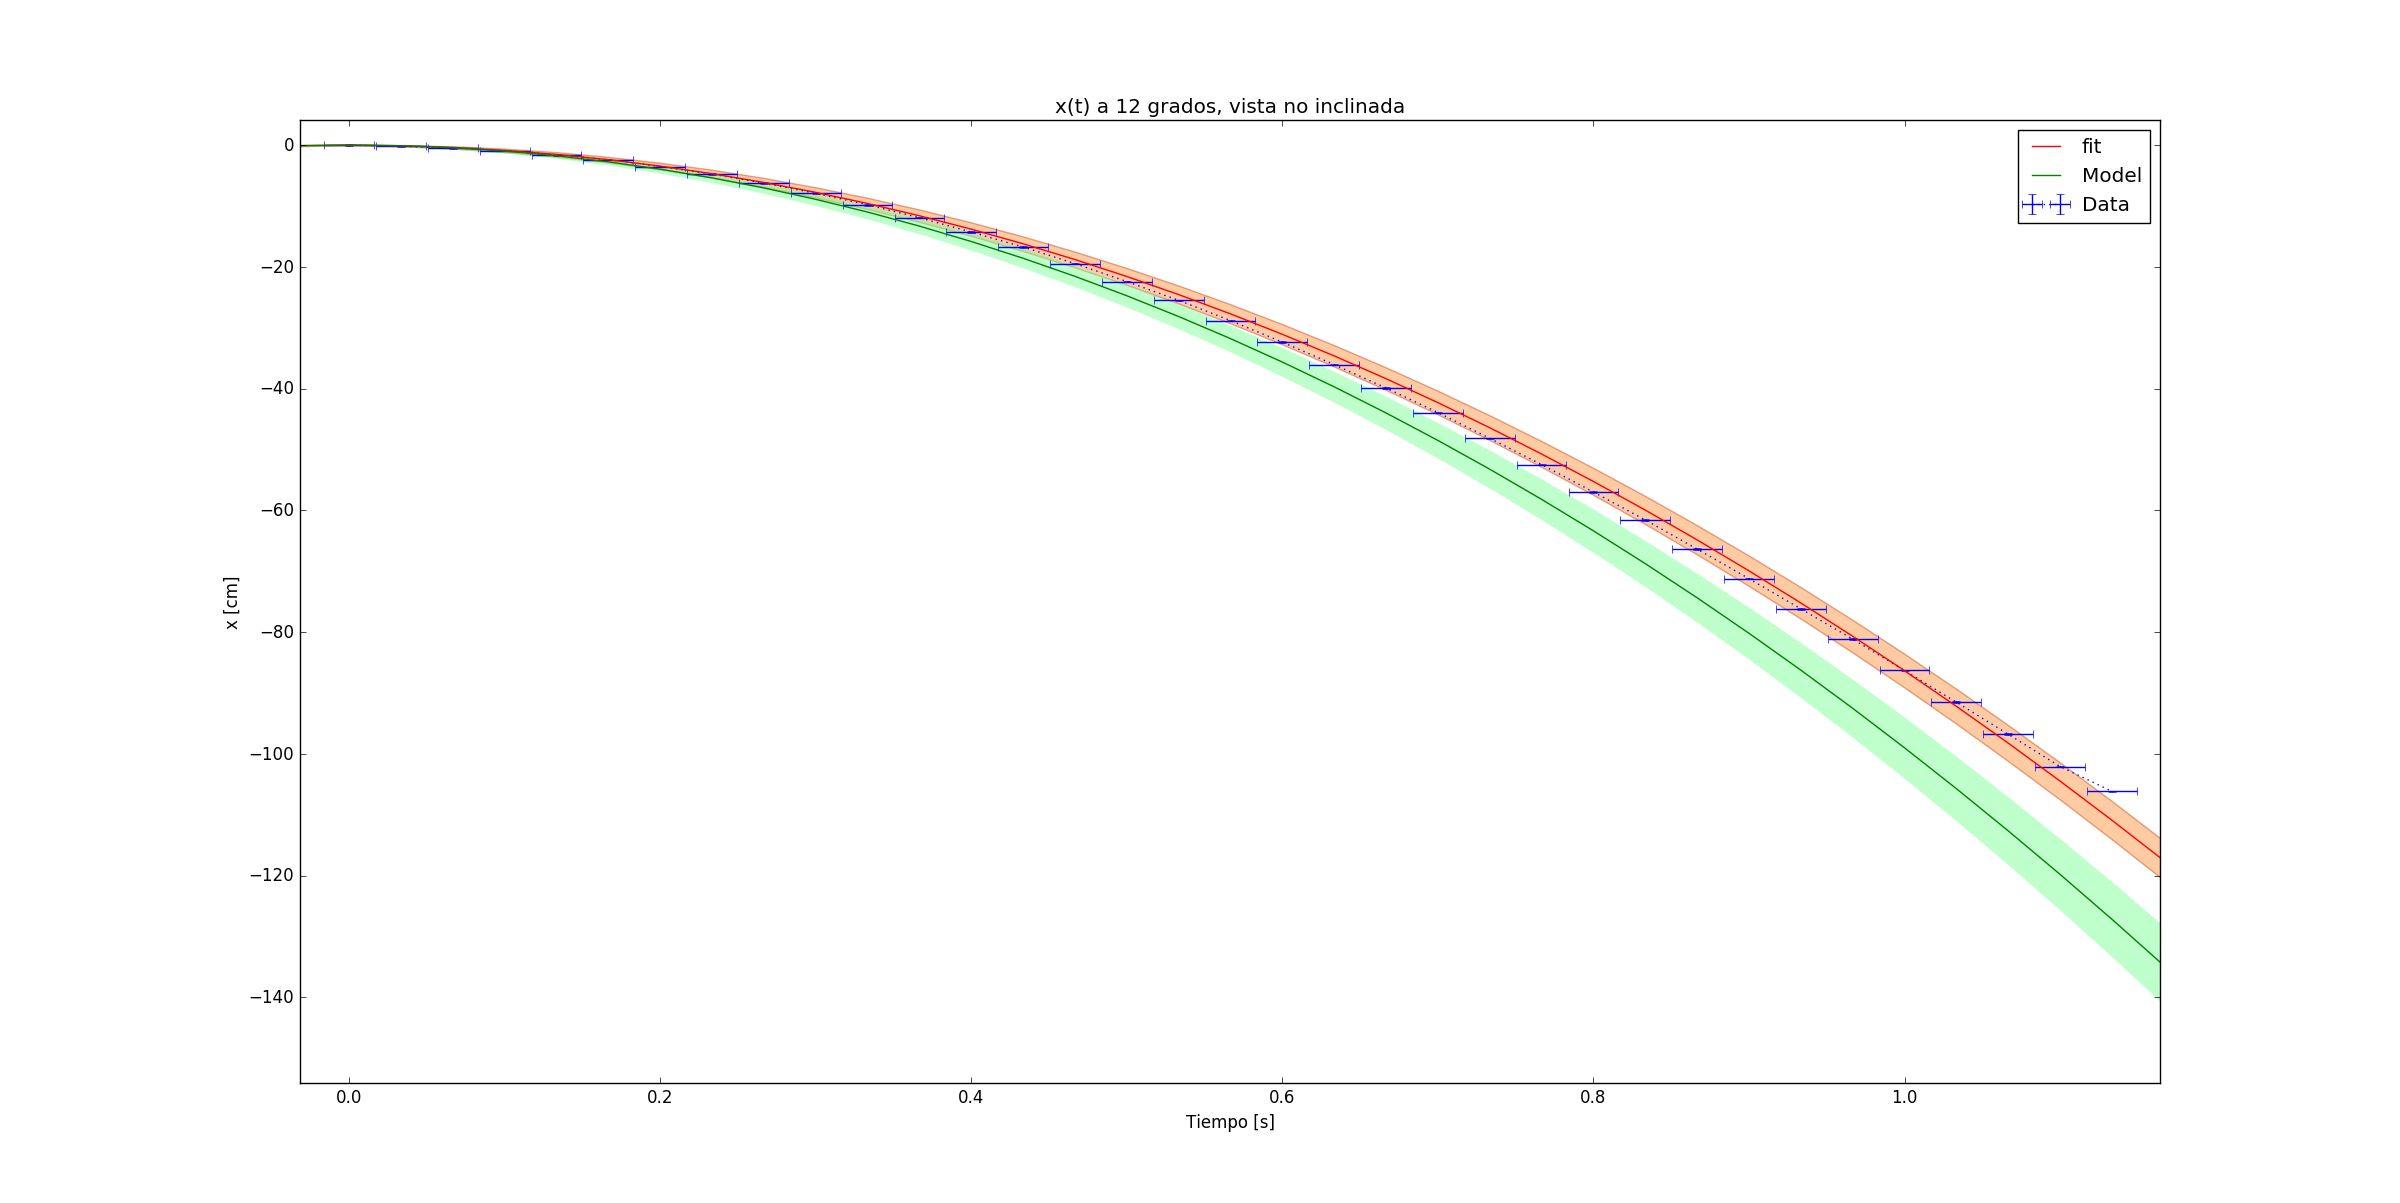 x(t) a 12 grados, vista no inclinada
fit
Model
Data
0
−20
−40
−60
−80
−100
−120
−140
x [cm]
0.0 0.2 0.4 0.6 0.8 1.0
Tiempo [s]